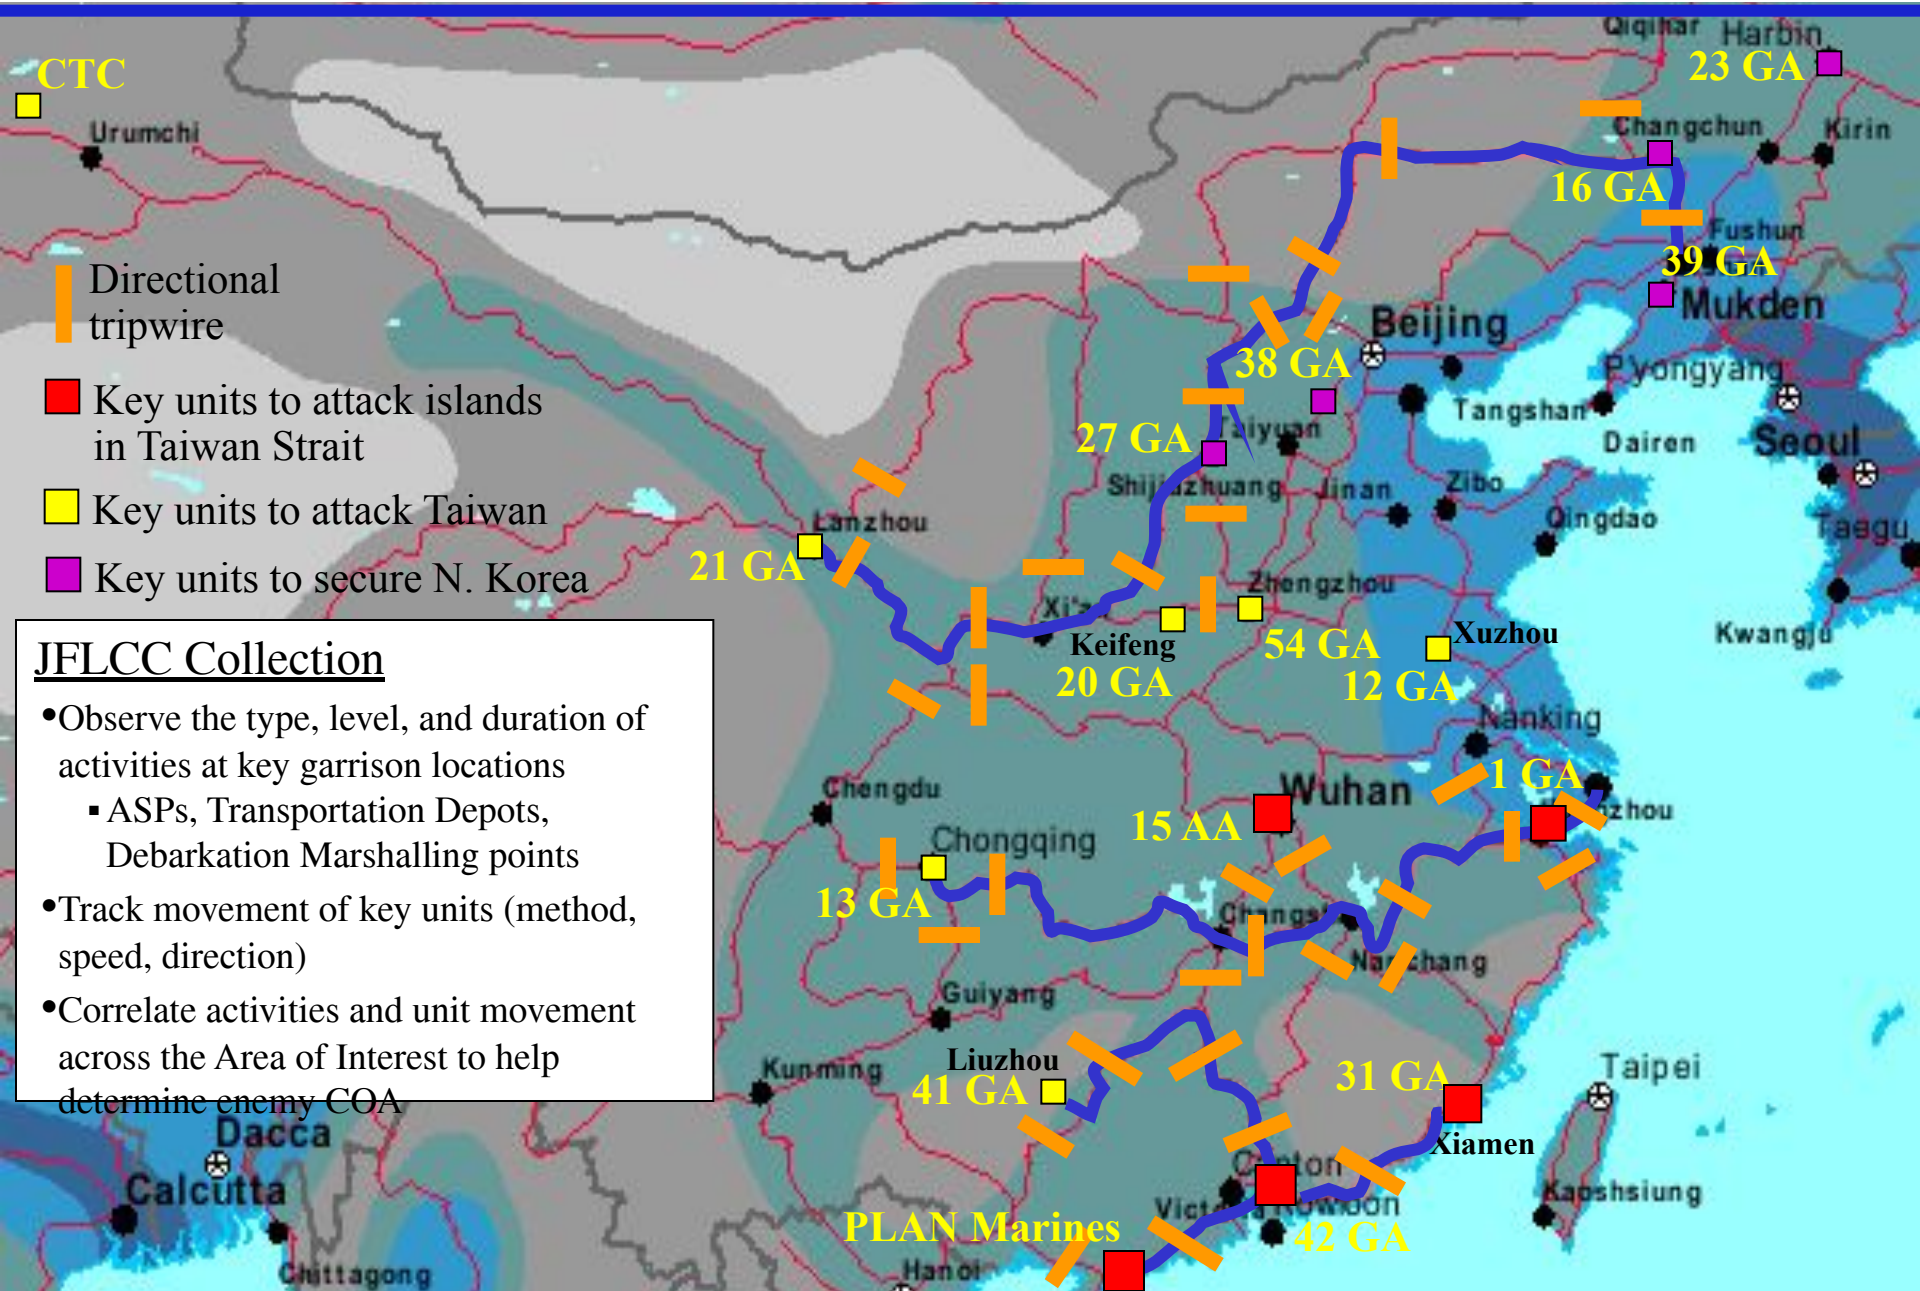 Qiqihar
Harbin
23 GA
CTC
Urumchi
Changchun
Kirin
16 GA
Fushun
39 GA
Mukden
Directional
tripwire
Beijing
38 GA
P'yongyang
Key units to attack islands
in Taiwan Strait
Tangshan
Dairen
Seoul
27 GA
Taiyuan
Shijiazhuang
Jinan
Zibo
Qingdao
Taegu
Key units to attack Taiwan
Lanzhou
21 GA
Key units to secure N. Korea
Zhengzhou
Keifeng
20 GA
54 GA
Xuzhou
12 GA
Kwangju
JFLCC Collection
•Observe the type, level, and duration of
activities at key garrison locations
▪ ASPs, Transportation Depots,
Debarkation Marshalling points
•Track movement of key units (method,
speed, direction)
•Correlate activities and unit movement
across the Area of Interest to help
determine enemy COA
Nanking
1 GA
Chengdu
Wuhan
15 AA
Chongqing
13 GA
Nanchang
Guiyang
Kunming
Liuzhou
41 GA
31 GA
Xiamen
Taipei
Kaohsiung
Dacca
Calcutta
Chittagong
Canton
Victoria
Kowloon
42 GA
PLAN Marines
Hanoi